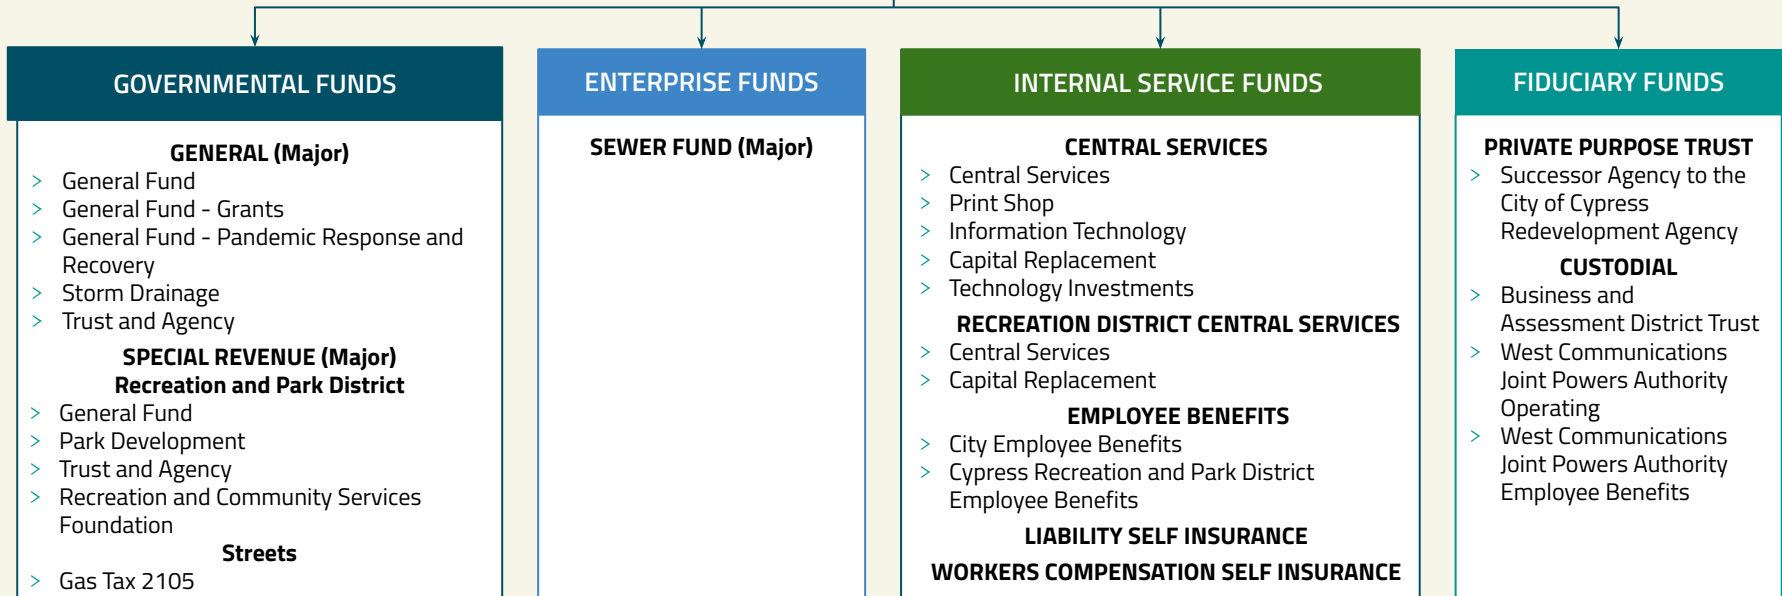 GOVERNMENTAL FUNDS
GENERAL (Major)
> General Fund
> General Fund - Grants
> General Fund - Pandemic Response and
Recovery
> Storm Drainage
> Trust and Agency
SPECIAL REVENUE (Major)
Recreation and Park District
> General Fund
> Park Development
> Trust and Agency
> Recreation and Community Services
Foundation
Streets
> Gas Tax 2105
ENTERPRISE FUNDS
SEWER FUND (Major)
INTERNAL SERVICE FUNDS
CENTRAL SERVICES
> Central Services
> Print Shop
> Information Technology
> Capital Replacement
> Technology Investments
RECREATION DISTRICT CENTRAL SERVICES
> Central Services
> Capital Replacement
EMPLOYEE BENEFITS
> City Employee Benefits
> Cypress Recreation and Park District
Employee Benefits
LIABILITY SELF INSURANCE
WORKERS COMPENSATION SELF INSURANCE
FIDUCIARY FUNDS
PRIVATE PURPOSE TRUST
> Successor Agency to the
City of Cypress
Redevelopment Agency
CUSTODIAL
> Business and
Assessment District Trust
> West Communications
Joint Powers Authority
Operating
> West Communications
Joint Powers Authority
Employee Benefits